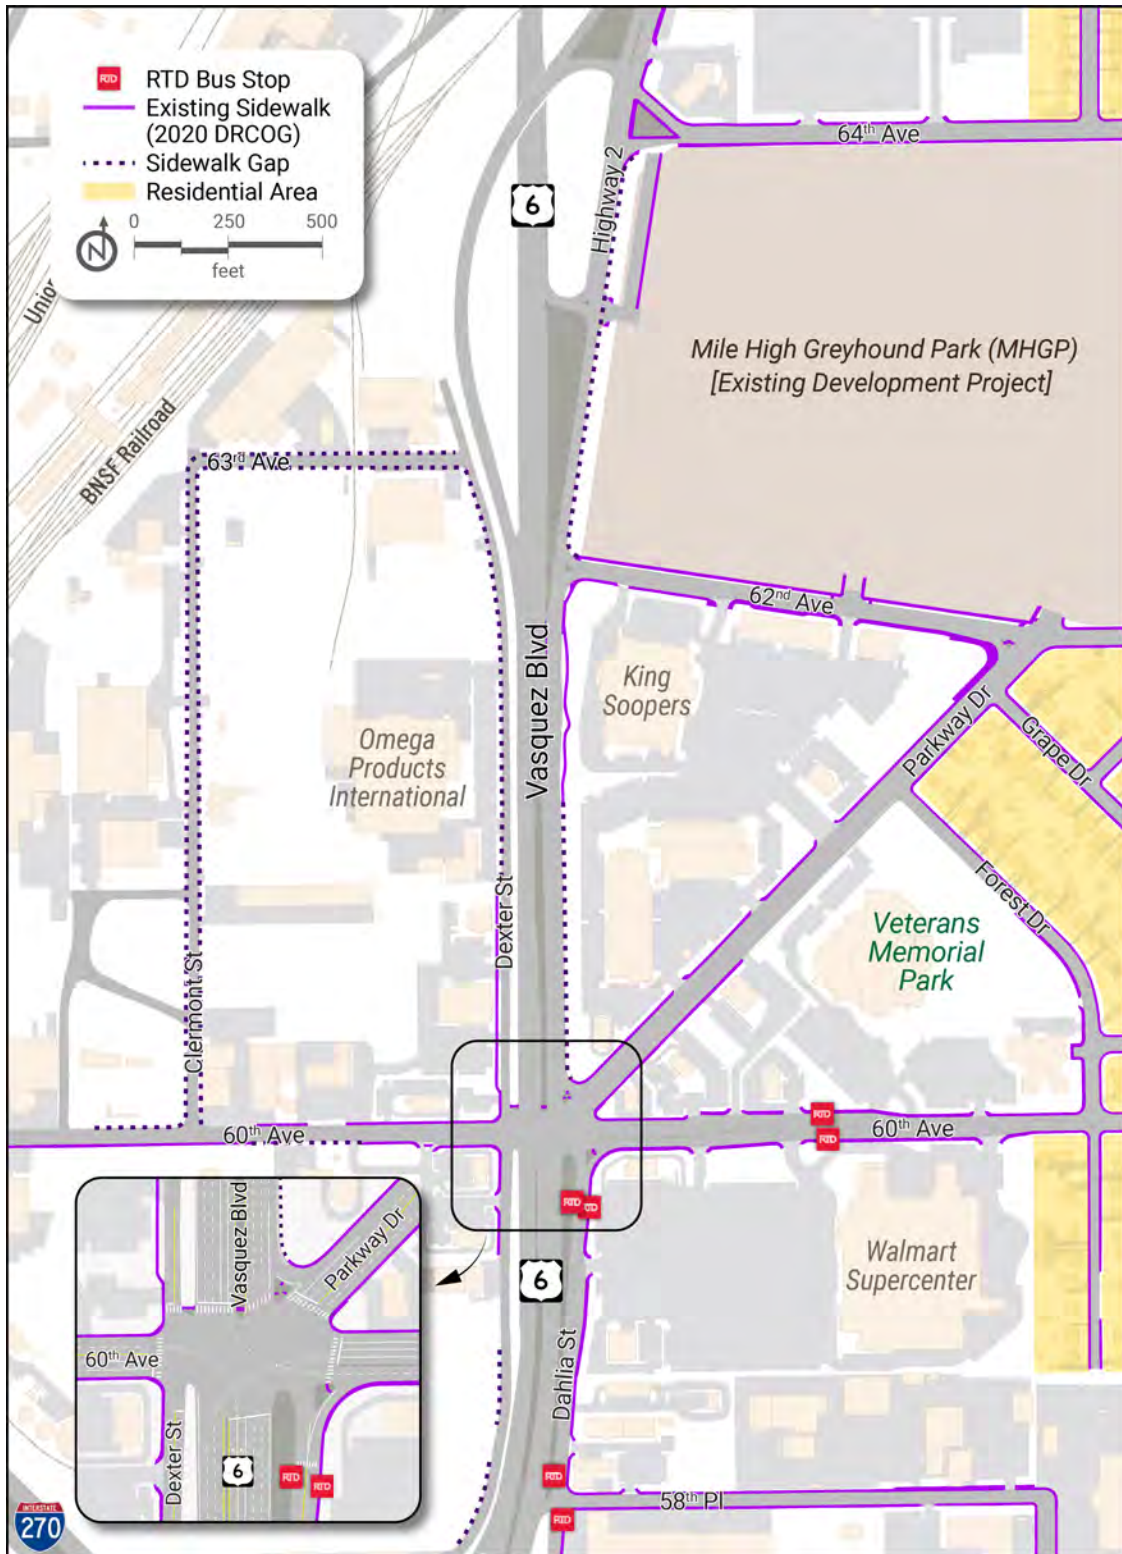 RTD RTD Bus Stop
Existing Sidewalk
(2020 DRCOG)
Sidewalk Gap
Residential Area
N
0 250 500
feet
64th Ave
Highway 2
6
BNSF Railroad
Mile High Greyhound Park (MHGP)
[Existing Development Project]
63rd Ave
62nd Ave
Vasquez Blvd
King
Soopers
Parkway Dr
Grape Dr
Omega
Products
International
Dexter St
Forest Dr
Veterans
Memorial
Park
Clermont St
60th Ave
RTD
60th Ave
RTD
RTD
TD
Vasquez Blvd
Parkway Dr
60th Ave
Dexter St
6
RTD
RTD
6
Walmart
Supercenter
Dahlia St
RTD
58th Pl
RTD
INTERSTATE
270